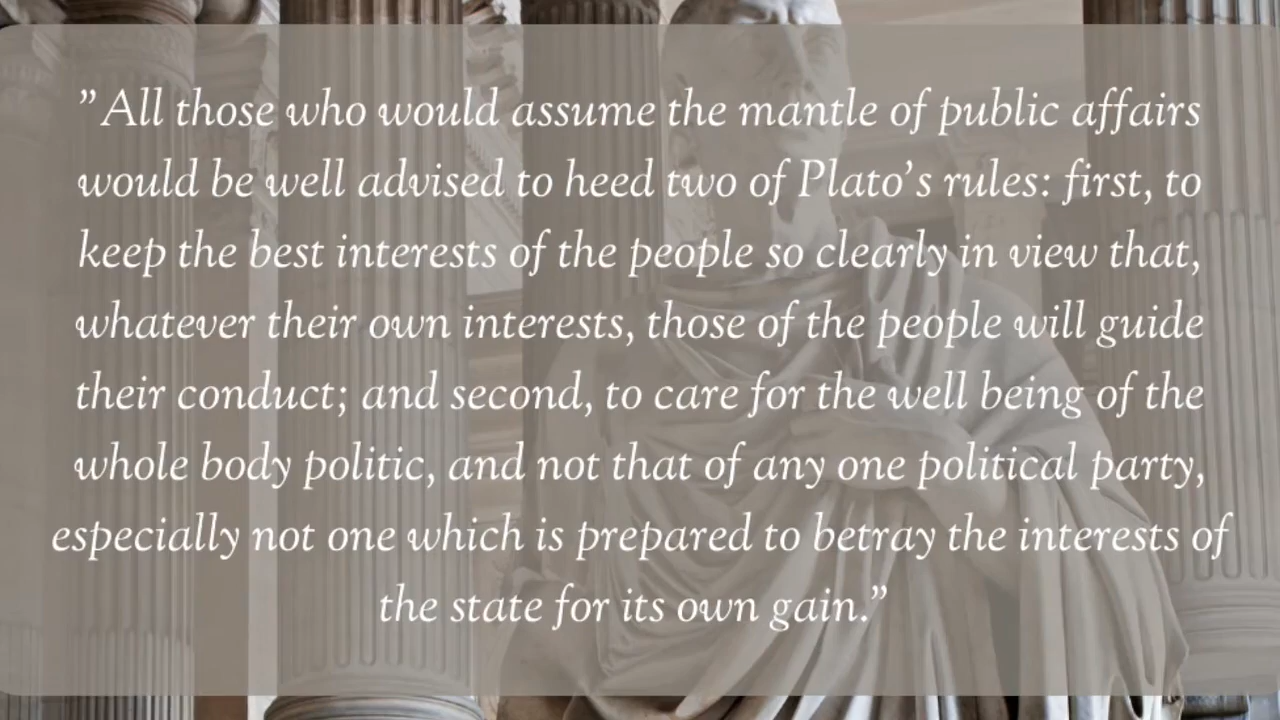 ”All those who would assume the mantle of public affairs
would be well advised to heed two of Plato’s rules: first, to
keep the best interests of the people so clearly in view that,
whatever their own interests, those of the people will guide
their conduct; and second, to care for the well being of the
whole body politic, and not that of any one political party,
especially not one which is prepared to betray the interests of
the state for its own gain.”